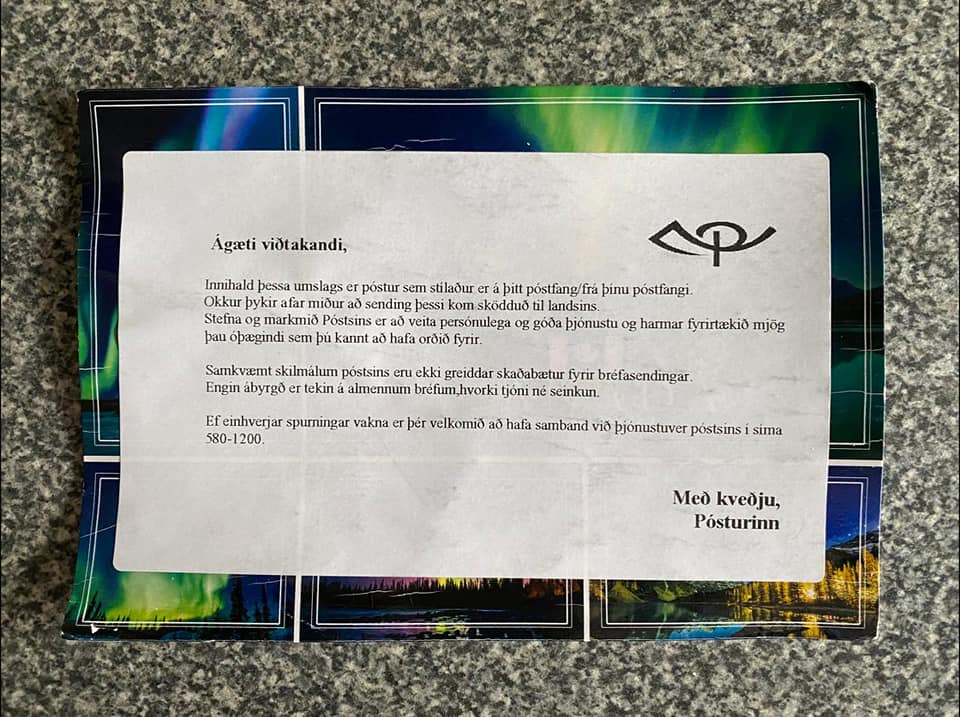 Ágæti viðtakandi,
Innihald þessa umslags er póstur sem stílaður er á þitt póstfang/frá þínu póstfangi.
Okkur þykir afar miður að sending þessi kom sködduð til landsins.
Stefna og markmið Póstsins er að veita persónulega og góða þjónustu og harmar fyrirtækið mjög
þau óþægindi sem þú kannt að hafa orðið fyrir.
Samkvæmt skilmálum póstsins eru ekki greiddar skaðabætur fyrir bréfasendingar.
Engin ábyrgð er tekin á almennum bréfum,hvorki tjóni né seinkun.
Ef einhverjar spurningar vakna er þér velkomið að hafa samband við þjónustuver póstsins í síma
580-1200.
Með kveðju,
Pósturinn